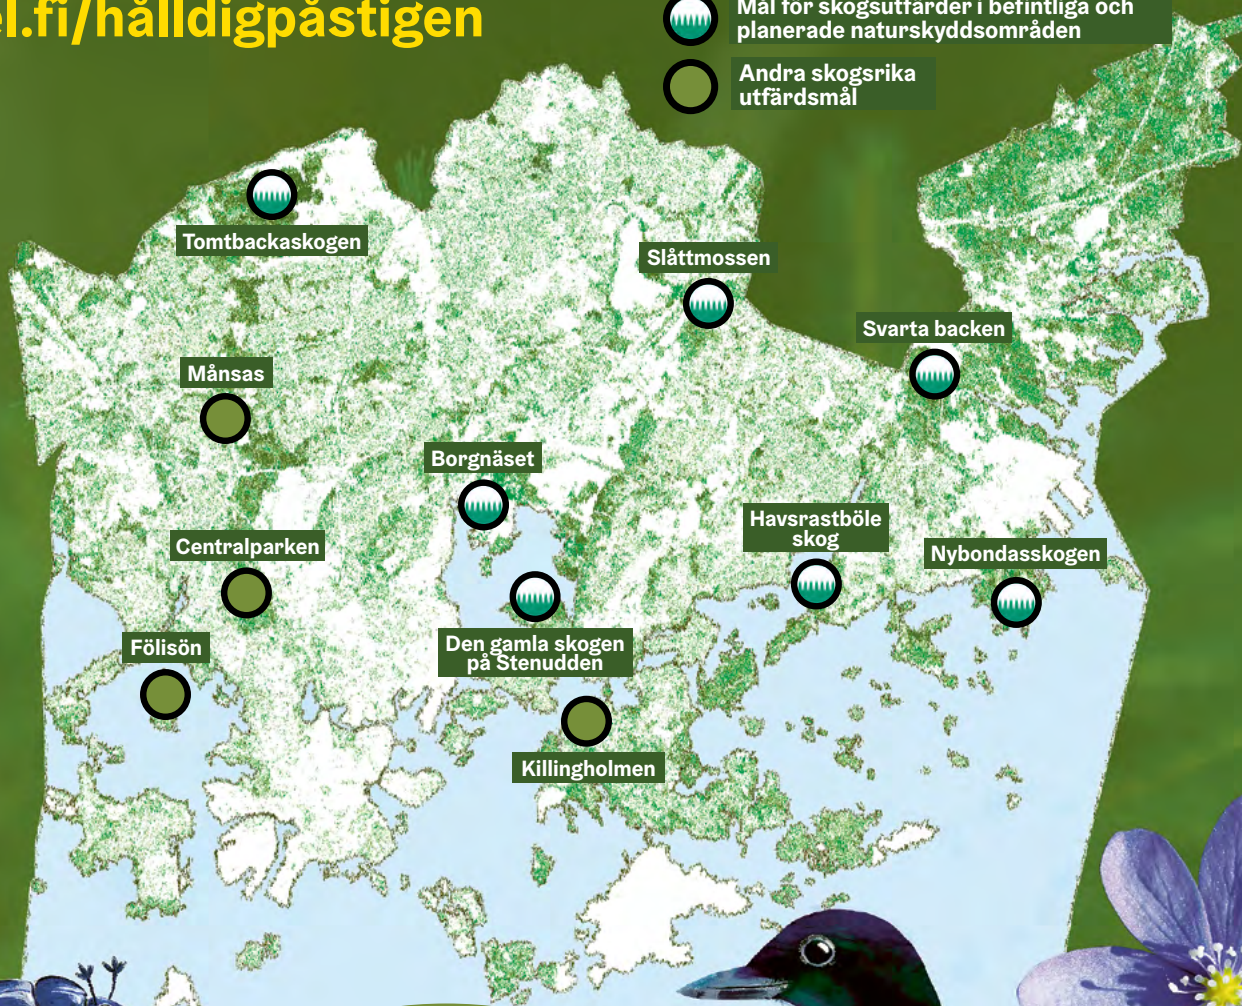 el.fi/hålldigpåstigen
Mål för skogsutfärder i befintliga och
planerade naturskyddsområden
Andra skogsrika
utfärdsmål
Tomtbackaskogen
Slåttmossen
Svarta backen
Månsas
Borgnäset
Havsrastböle
skog
Centralparken
Nybondasskogen
Fölisön
Den gamla skogen
på Stenudden
Killingholmen